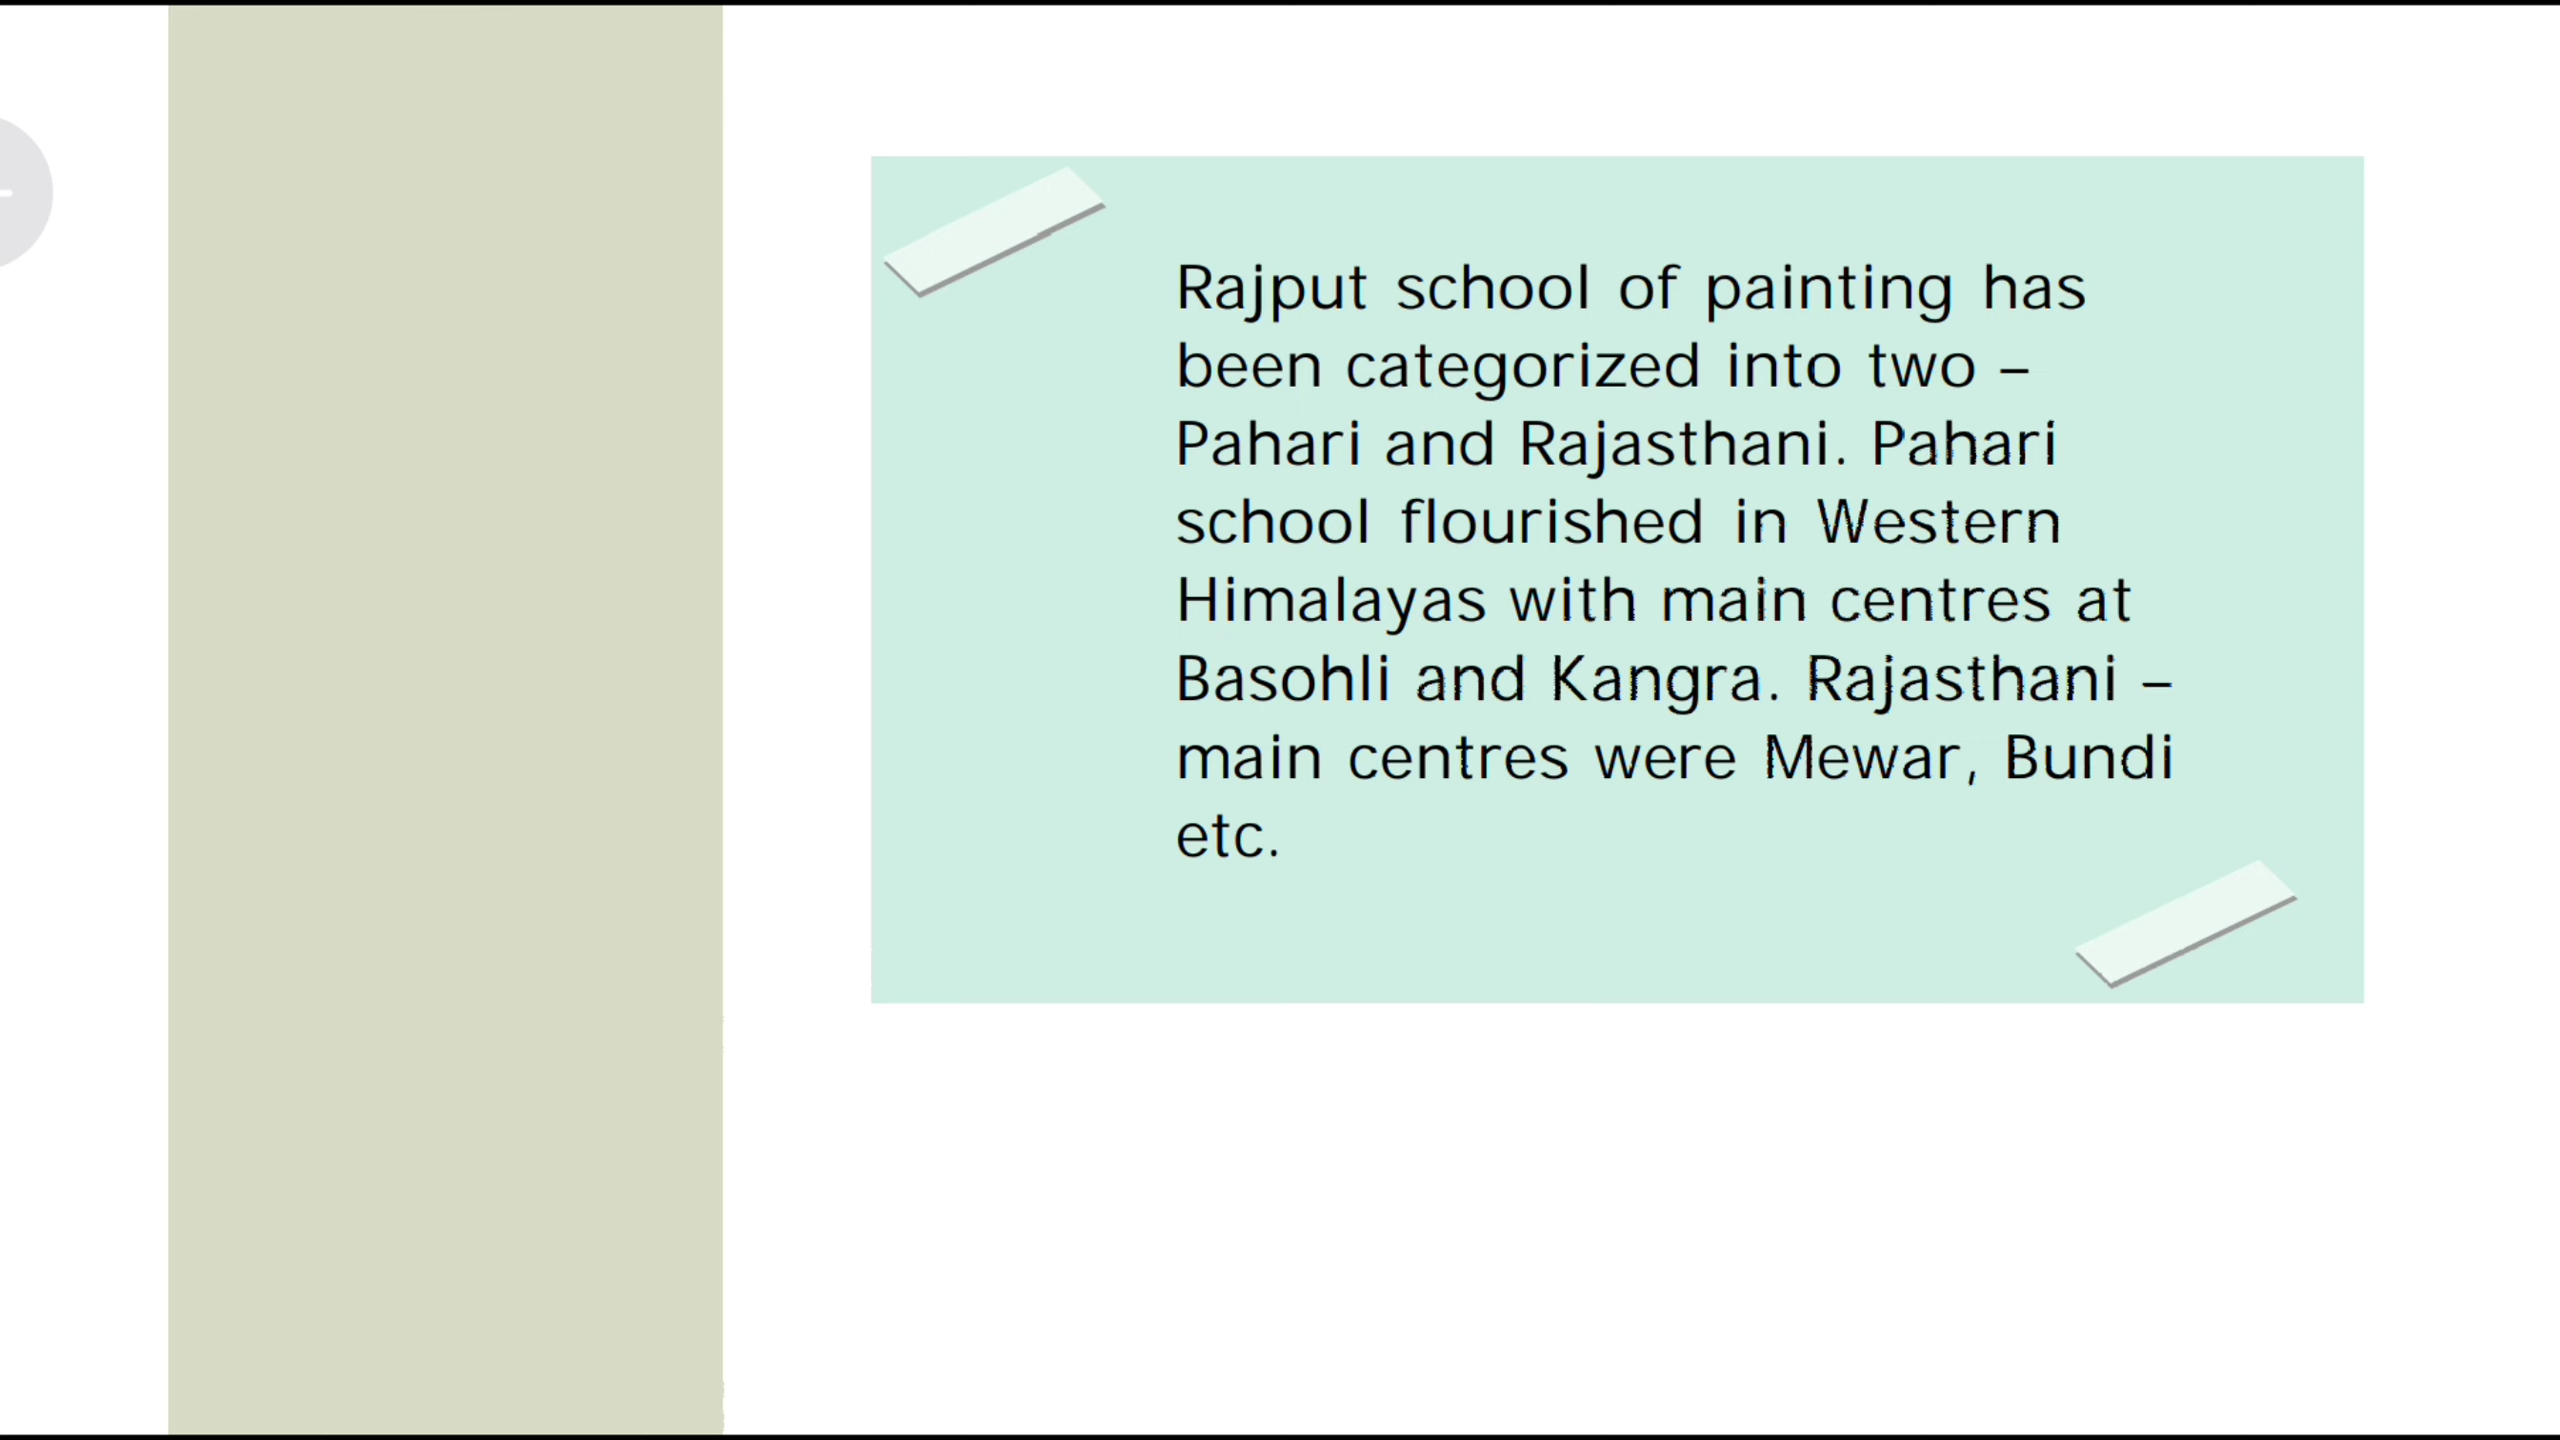 Rajput school of painting has
been categorized into two –
Pahari and Rajasthani. Pahari
school flourished in Western
Himalayas with main centres at
Basohli and Kangra. Rajasthani –
main centres were Mewar, Bundi
etc.